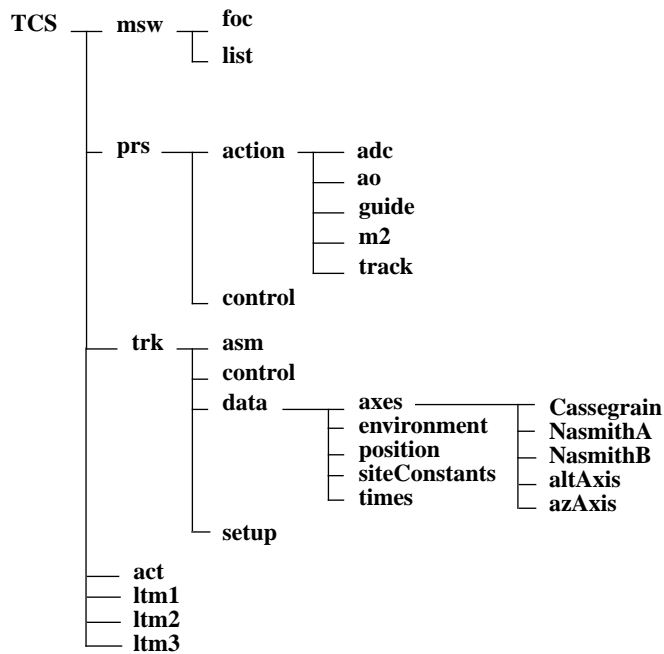 TCS
msw
foc
list
prs
action
adc
ao
guide
m2
track
control
trk
asm
control
data
axes
Cassegrain
NasmithA
NasmithB
altAxis
azAxis
environment
position
siteConstants
times
setup
act
ltm1
ltm2
ltm3